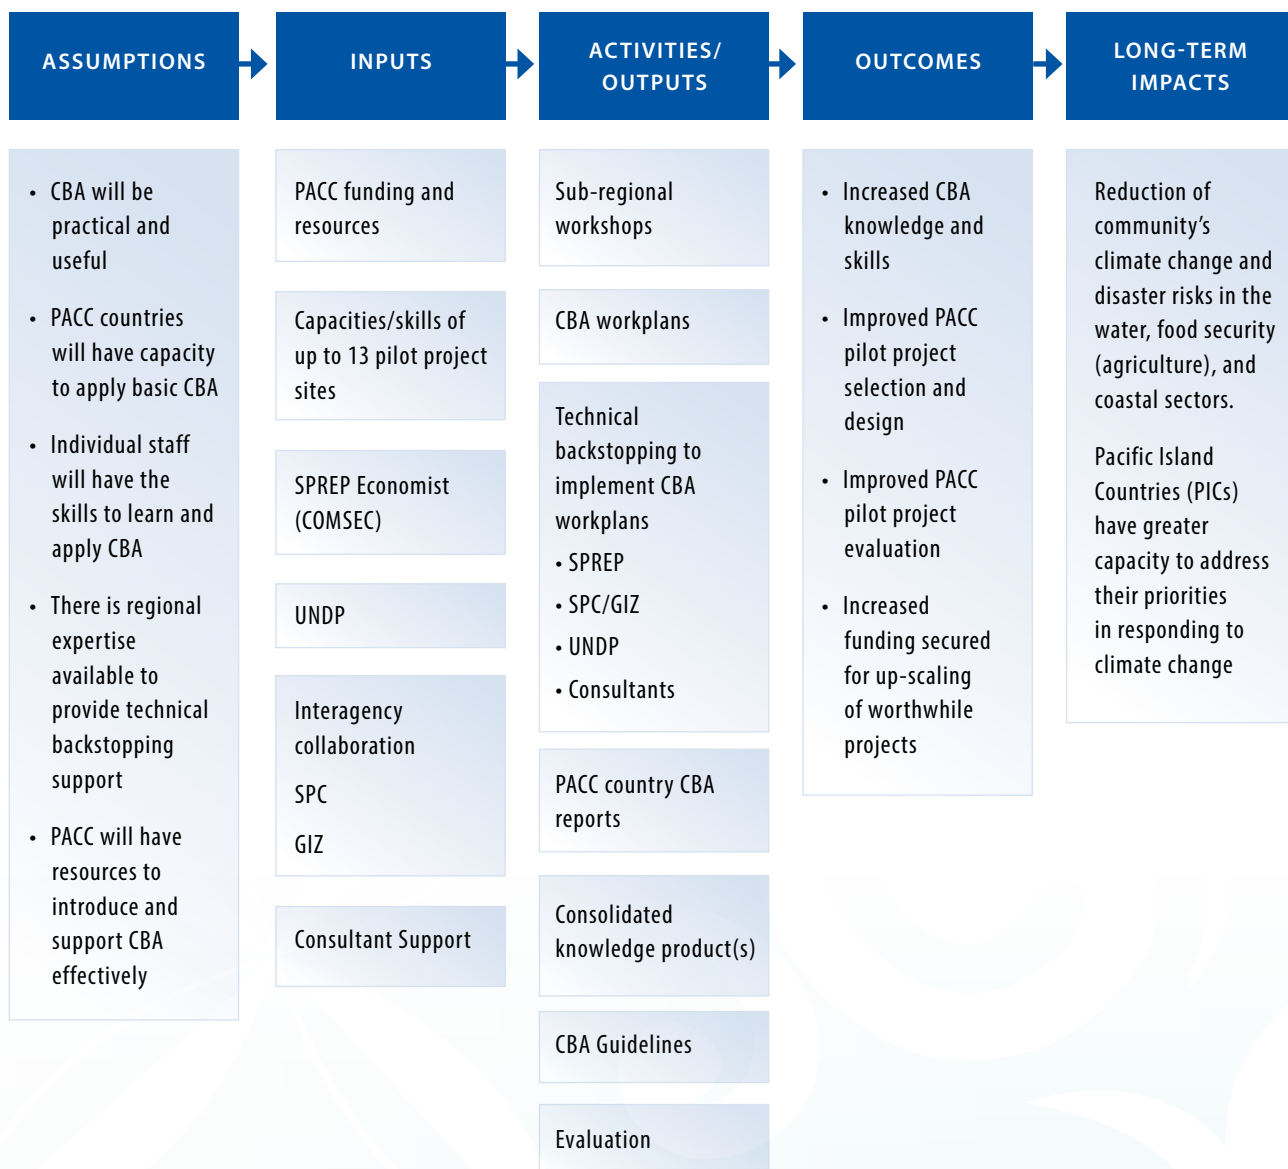 ASSUMPTIONS
INPUTS
ACTIVITIES/
OUTPUTS
OUTCOMES
LONG-TERM
IMPACTS
• CBA will be
practical and
useful
• PACC countries
will have capacity
to apply basic CBA
• Individual staff
will have the
skills to learn and
apply CBA
• There is regional
expertise
available to
provide technical
backstopping
support
• PACC will have
resources to
introduce and
support CBA
effectively
PACC funding and
resources
Capacities/skills of
up to 13 pilot project
sites
SPREP Economist
(COMSEC)
UNDP
Interagency
collaboration
SPC
GIZ
Consultant Support
Sub-regional
workshops
CBA workplans
Technical
backstopping to
implement CBA
workplans
• SPREP
• SPC/GIZ
• UNDP
• Consultants
PACC country CBA
reports
Consolidated
knowledge product(s)
CBA Guidelines
Evaluation
• Increased CBA
knowledge and
skills
• Improved PACC
pilot project
selection and
design
• Improved PACC
pilot project
evaluation
• Increased
funding secured
for up-scaling
of worthwhile
projects
Reduction of
community's
climate change and
disaster risks in the
water, food security
(agriculture), and
coastal sectors.
Pacific Island
Countries (PICs)
have greater
capacity to address
their priorities
in responding to
climate change